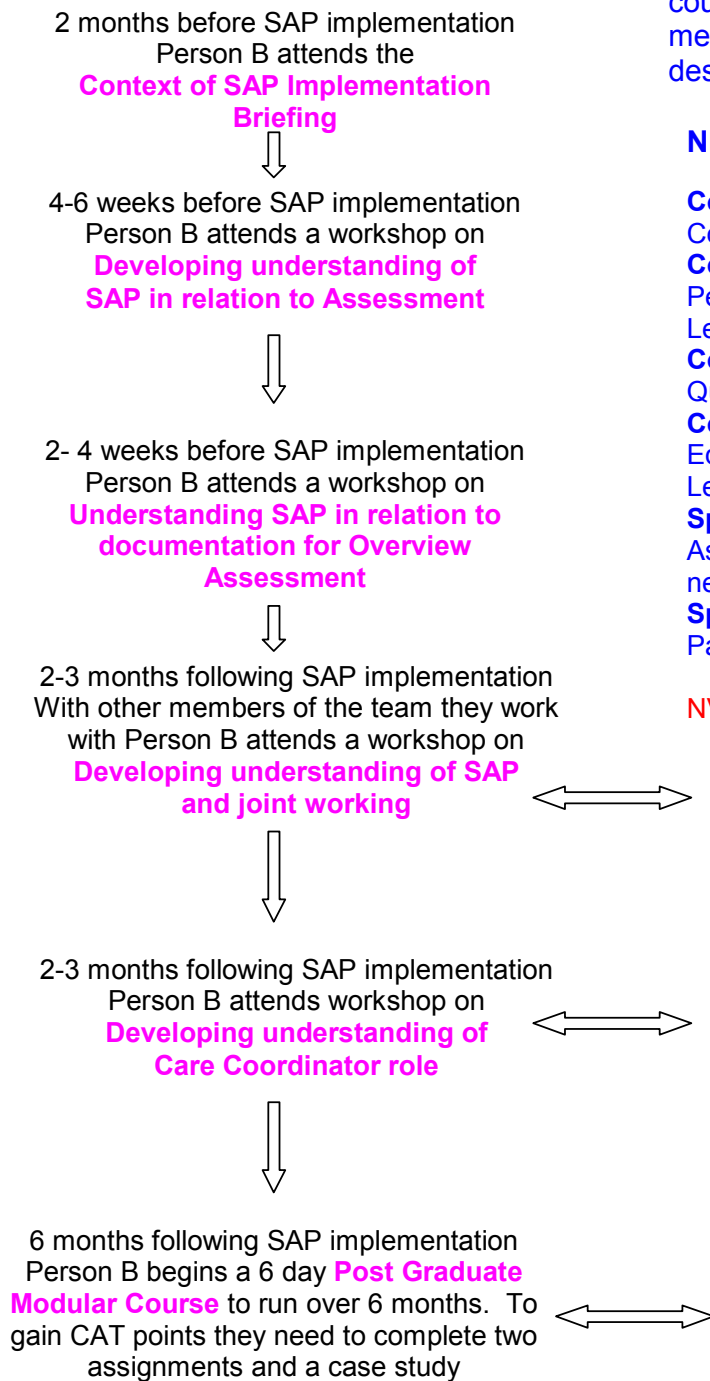 2 months before SAP implementation
Person B attends the
Context of SAP Implementation
Briefing
4-6 weeks before SAP implementation
Person B attends a workshop on
Developing understanding of
SAP in relation to Assessment
2- 4 weeks before SAP implementation
Person B attends a workshop on
Understanding SAP in relation to
documentation for Overview
Assessment
2-3 months following SAP implementation
With other members of the team they work
with Person B attends a workshop on
Developing understanding of SAP
and joint working
2-3 months following SAP implementation
Person B attends workshop on
Developing understanding of
Care Coordinator role
6 months following SAP implementation
Person B begins a 6 day Post Graduate
Modular Course to run over 6 months. To
gain CAT points they need to complete two
assignments and a case study